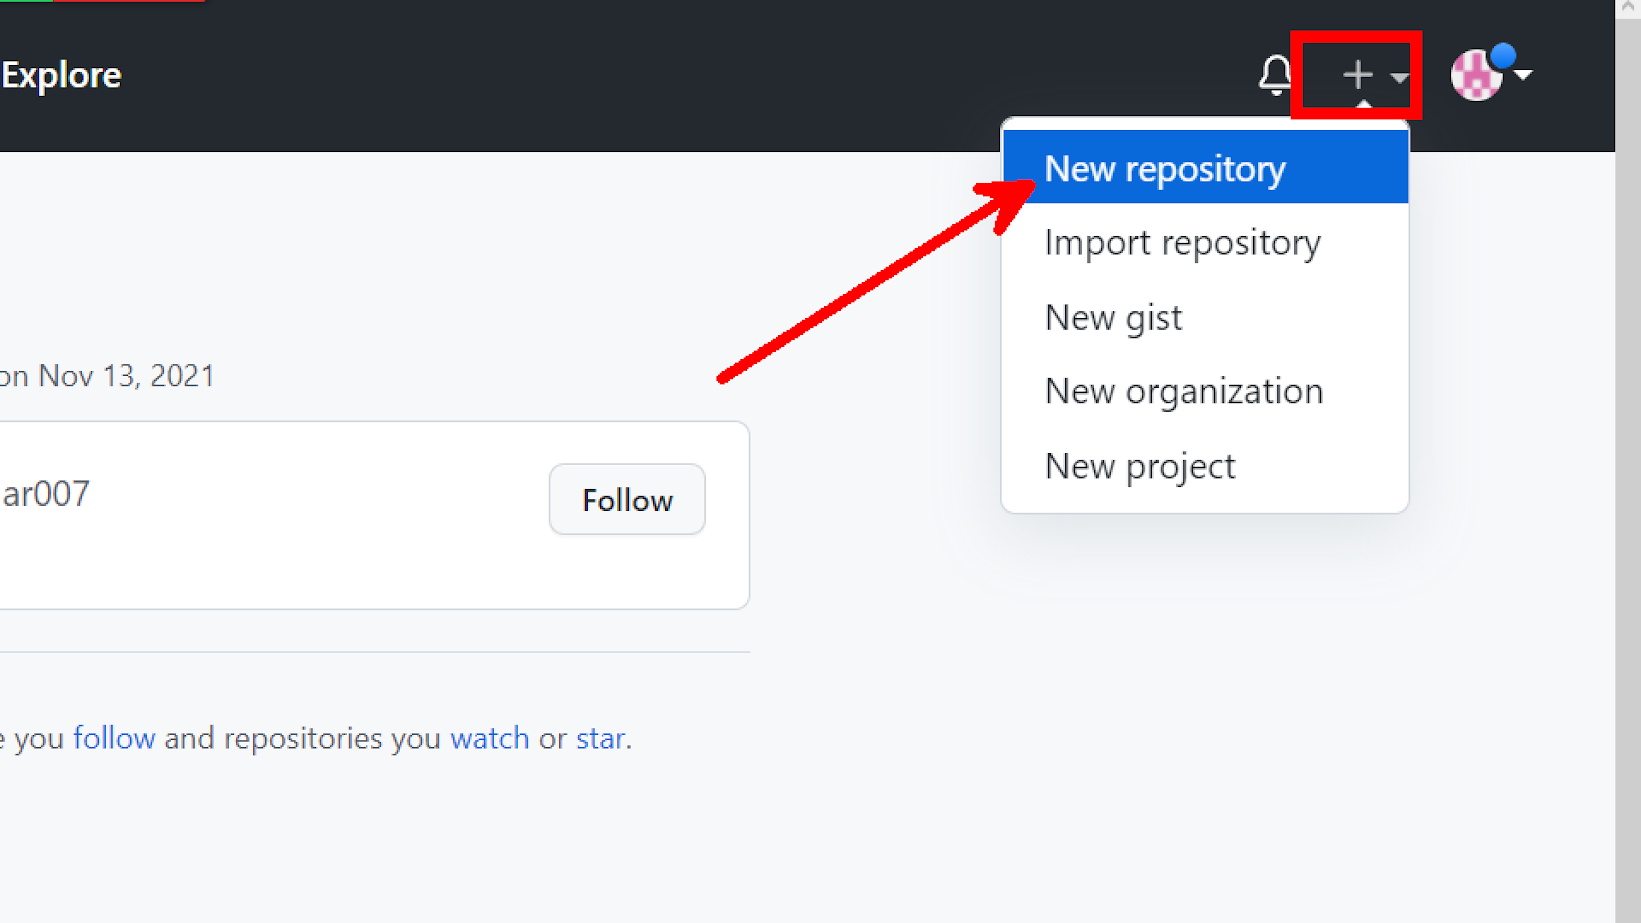 Explore
New repository
Import repository
New gist
New organization
New project
on Nov 13, 2021
ar007
Follow
e you follow and repositories you watch or star.